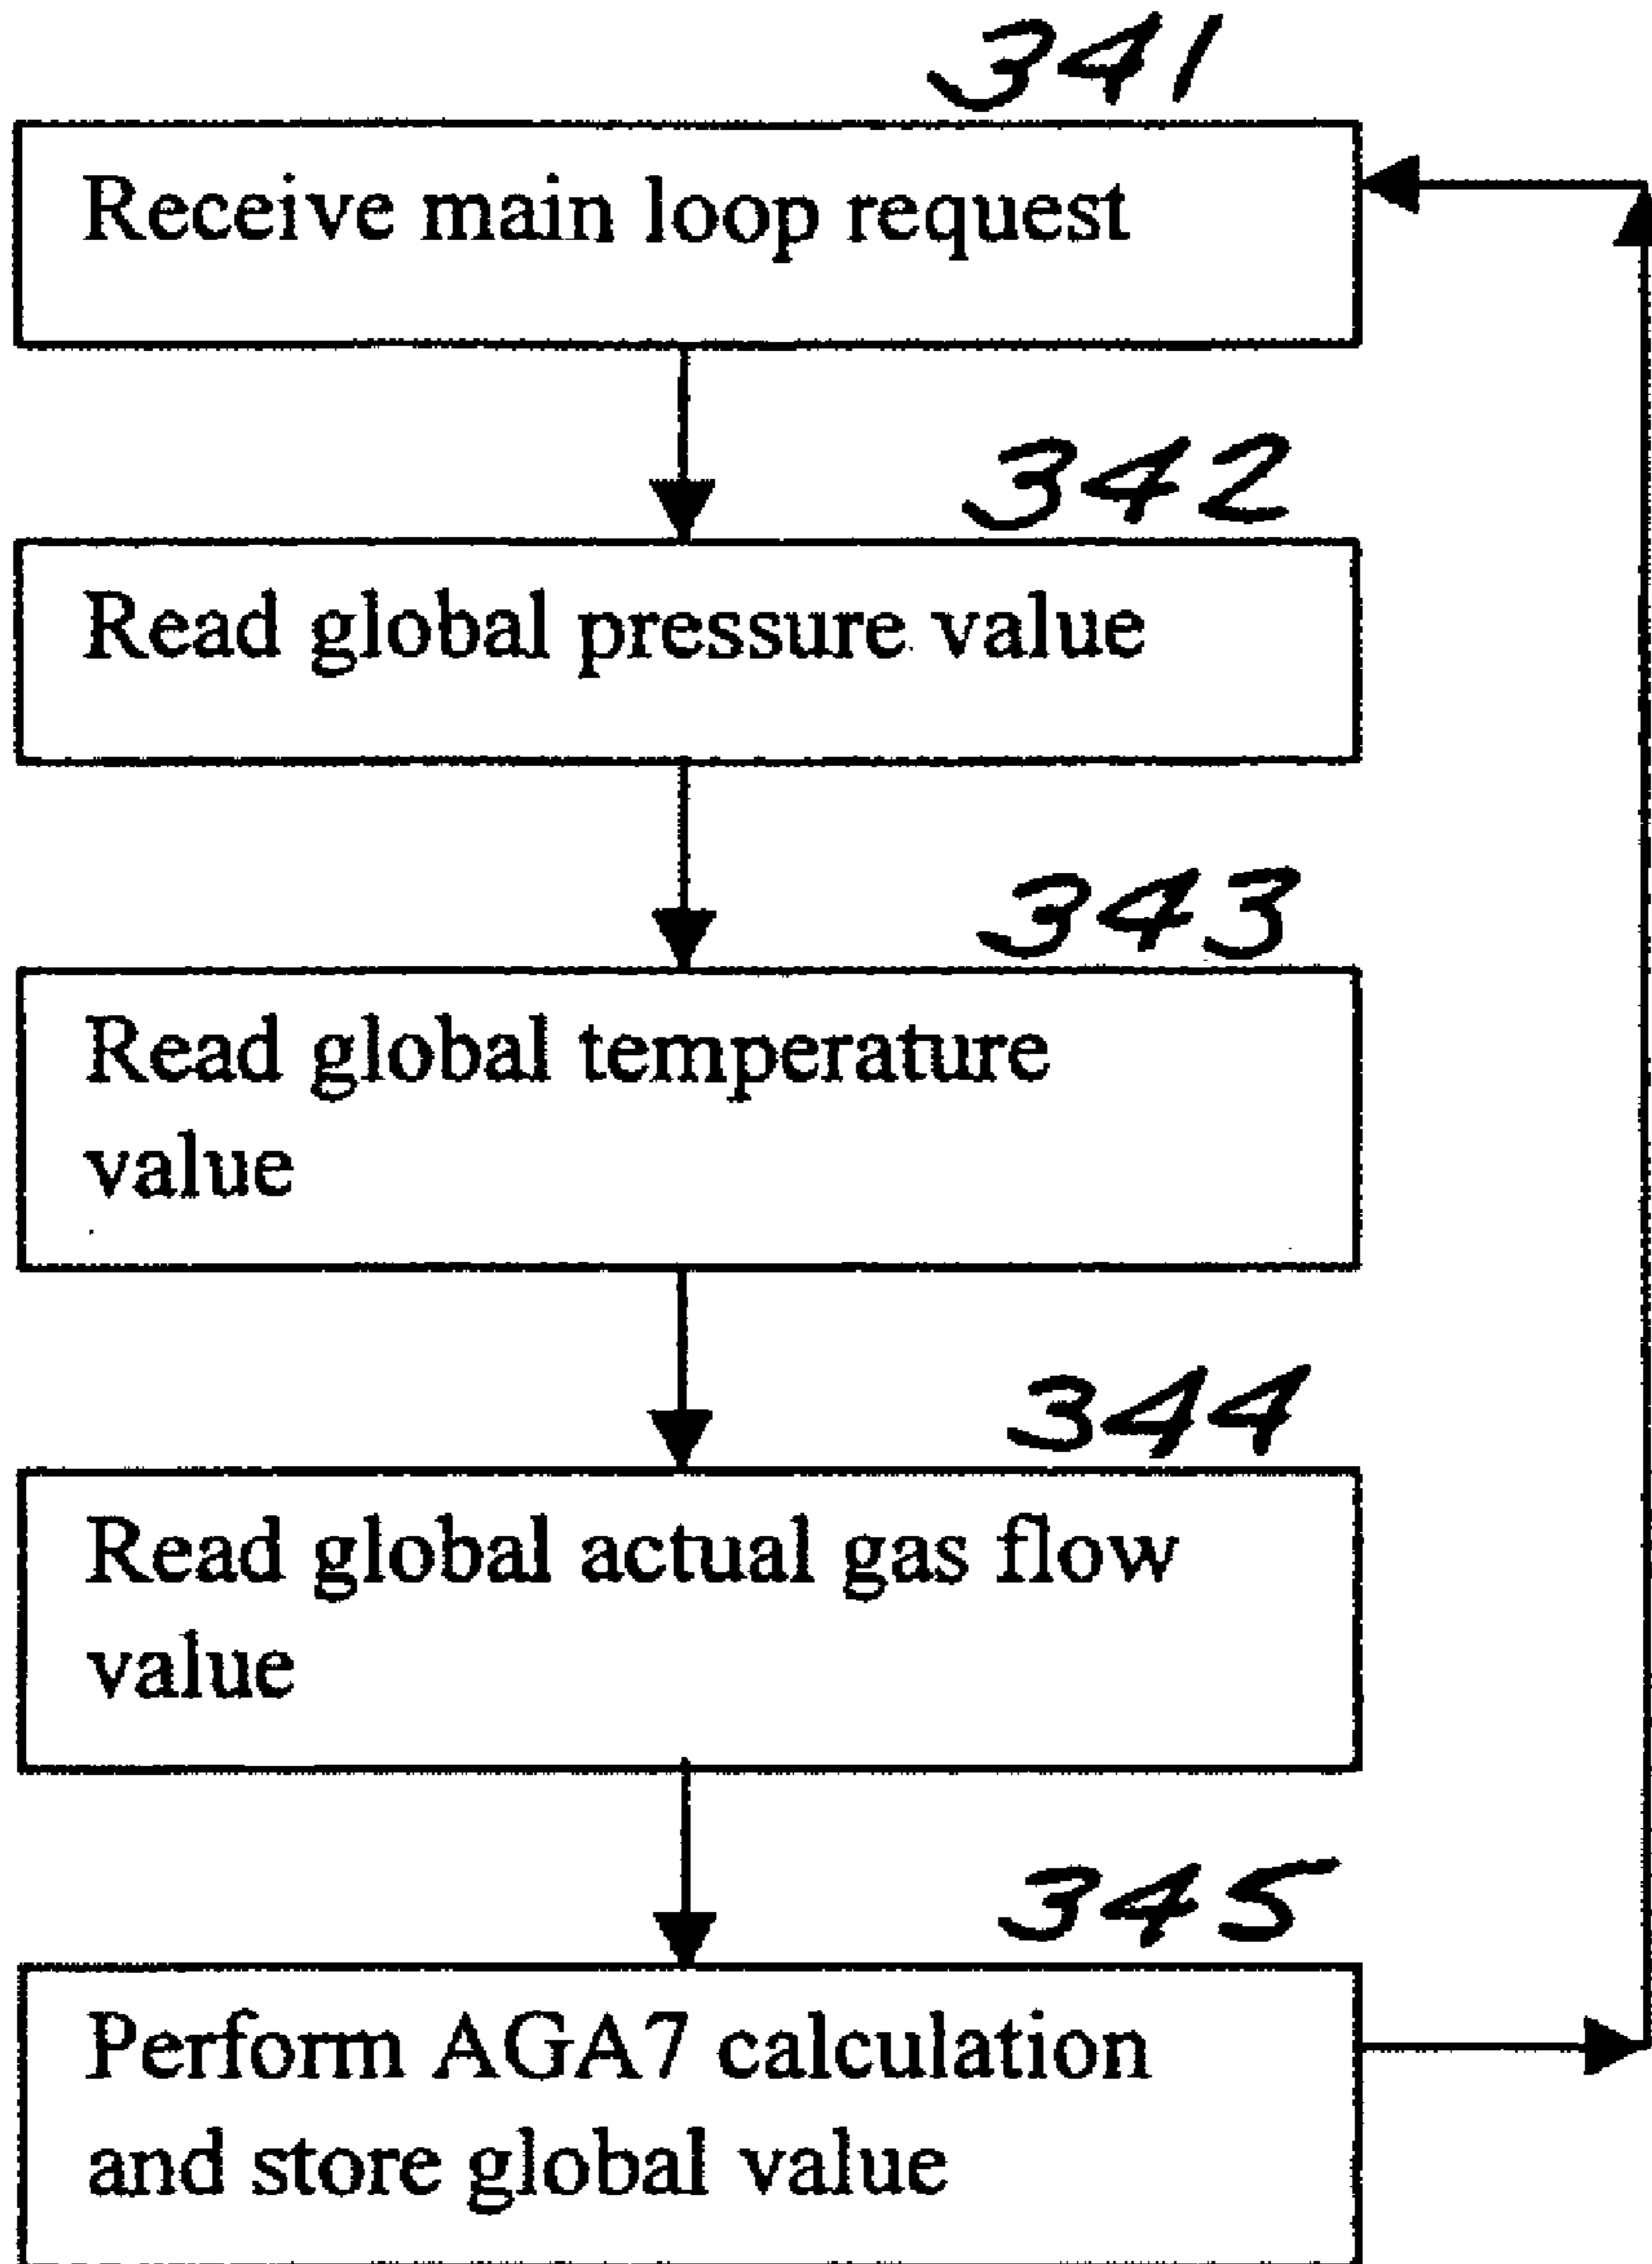 341
Receive main loop request
342
Read global pressure value
343
Read global temperature
value
344
Read global actual gas flow
value
345
Perform AGA7 calculation
and store global value